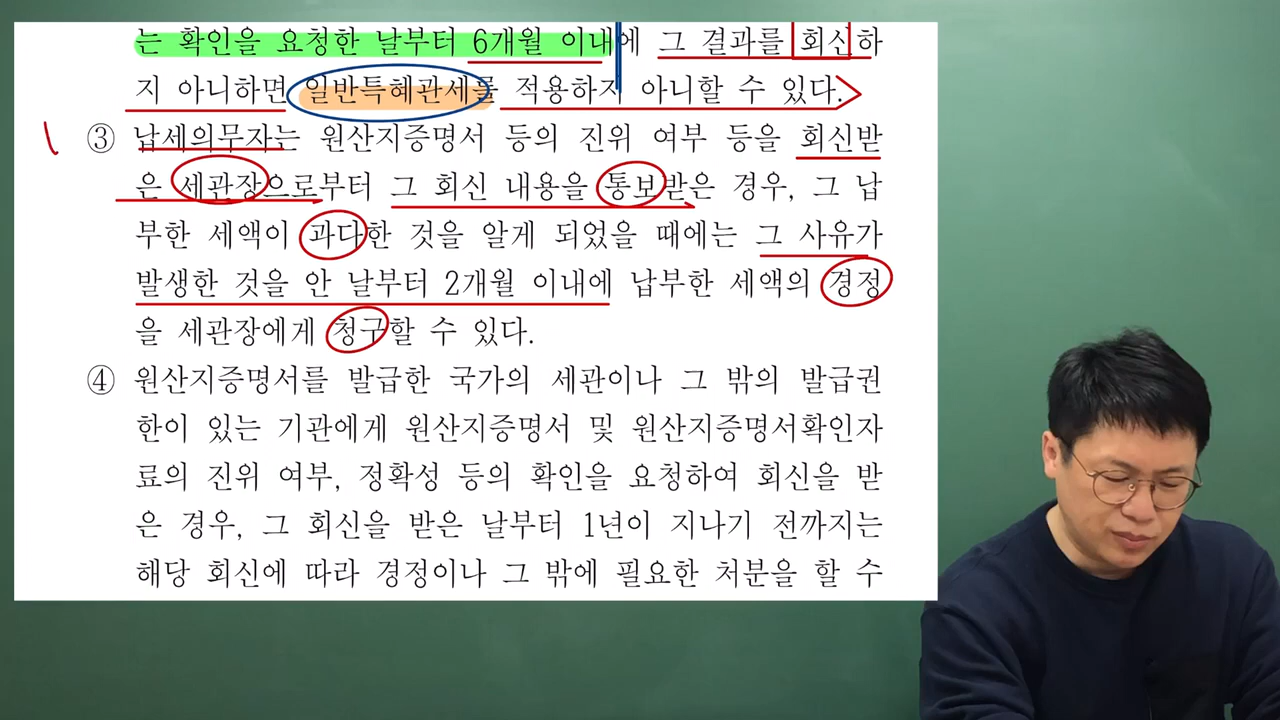 는 확인을 요청한 날부터 6개월 이내에 그 결과를 회신하
지 아니하면 일반특혜관세를 적용하지 아니할 수 있다.
③ 납세의무자는 원산지증명서 등의 진위 여부 등을 회신받
은 세관장으로부터 그 회신 내용을 통보받은 경우, 그 납
부한 세액이 과다한 것을 알게 되었을 때에는 그 사유가
발생한 것을 안 날부터 2개월 이내에 납부한 세액의 경정
을 세관장에게 청구할 수 있다.
④ 원산지증명서를 발급한 국가의 세관이나 그 밖의 발급권
한이 있는 기관에게 원산지증명서 및 원산지증명서확인자
료의 진위 여부, 정확성 등의 확인을 요청하여 회신을 받
은 경우, 그 회신을 받은 날부터 1년이 지나기 전까지는
해당 회신에 따라 경정이나 그 밖에 필요한 처분을 할 수